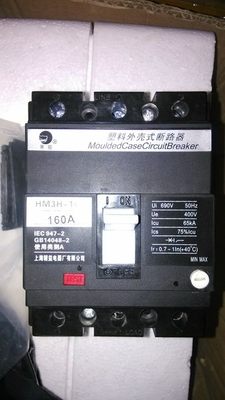 塑料外壳式断路器
MouldedCaseCircuitBreaker
HM3H-1
160A
IEC 947-2
GB14048-2
使用类别A
ON
Ui 690V 50Hz
Ue 400V
Icu 65kA
Ics 75%Icu
Ir:0.7~1In(+40°C)
MIN MAX